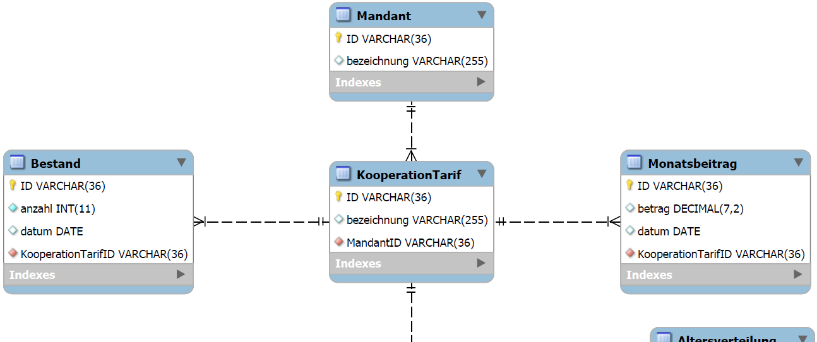 Mandant
ID VARCHAR(36)
bezeichnung VARCHAR(255)
Indexes
Bestand
ID VARCHAR(36)
anzahl INT(11)
datum DATE
KooperationTarifID VARCHAR(36)
Indexes
KooperationTarif
ID VARCHAR(36)
bezeichnung VARCHAR(255)
MandantID VARCHAR(36)
Indexes
Monatsbeitrag
ID VARCHAR(36)
betrag DECIMAL(7,2)
datum DATE
KooperationTarifID VARCHAR(36)
Indexes
Altersverteilung